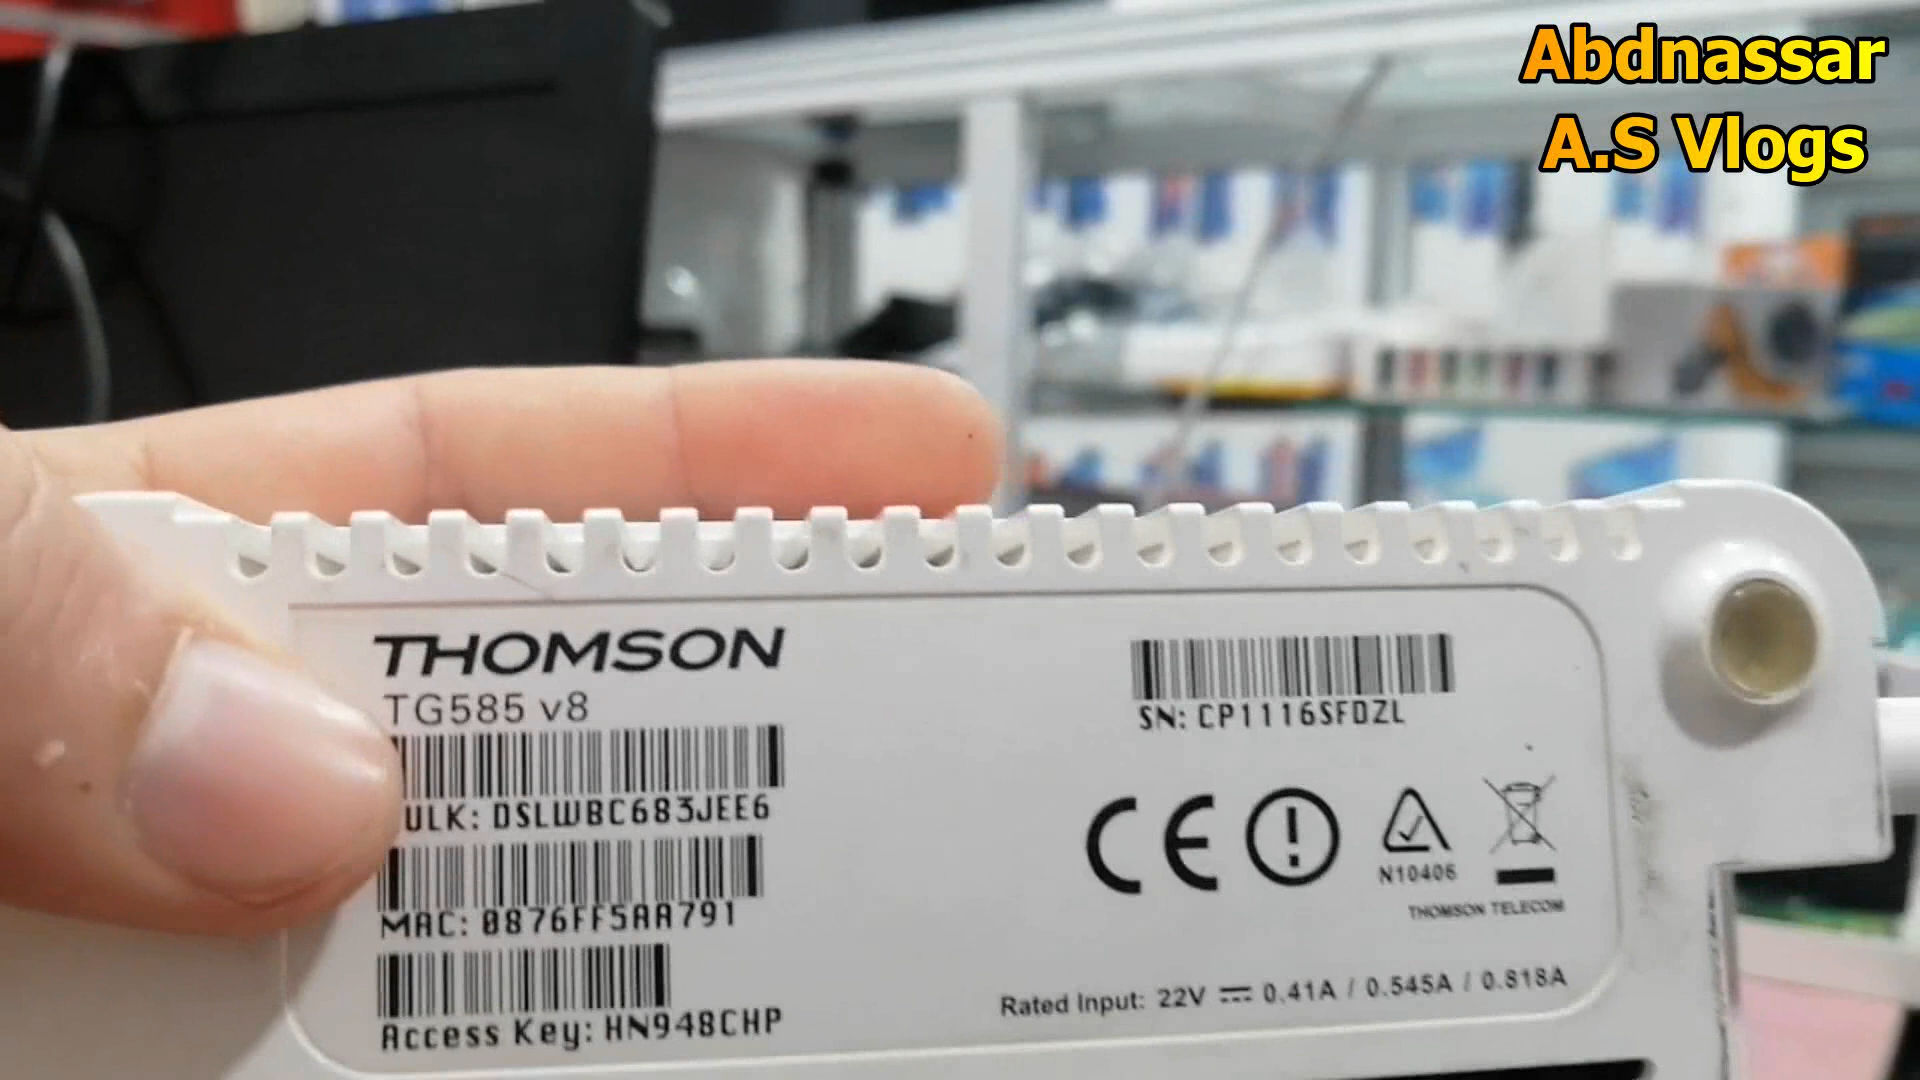 Abdnassar
A.S Vlogs
THOMSON
TG585 v8
ULK: DSLWBC683JEE6
MAC: 0876FF5AA791
Access Key: HN948CHP
SN: CP1116SFDZL
CE
N10406
THOMSON TELECOM
Rated Input: 22V ⎓ 0.41A / 0.545A / 0.818A